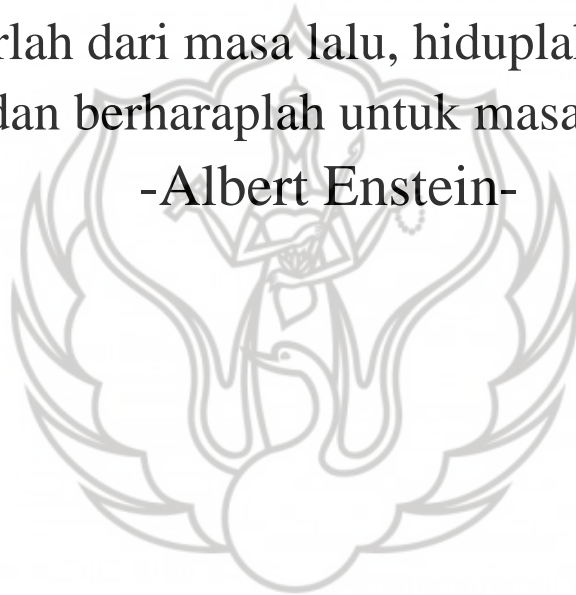 rlah dari masa lalu, hiduplah
dan berharaplah untuk masa
-Albert Enstein-